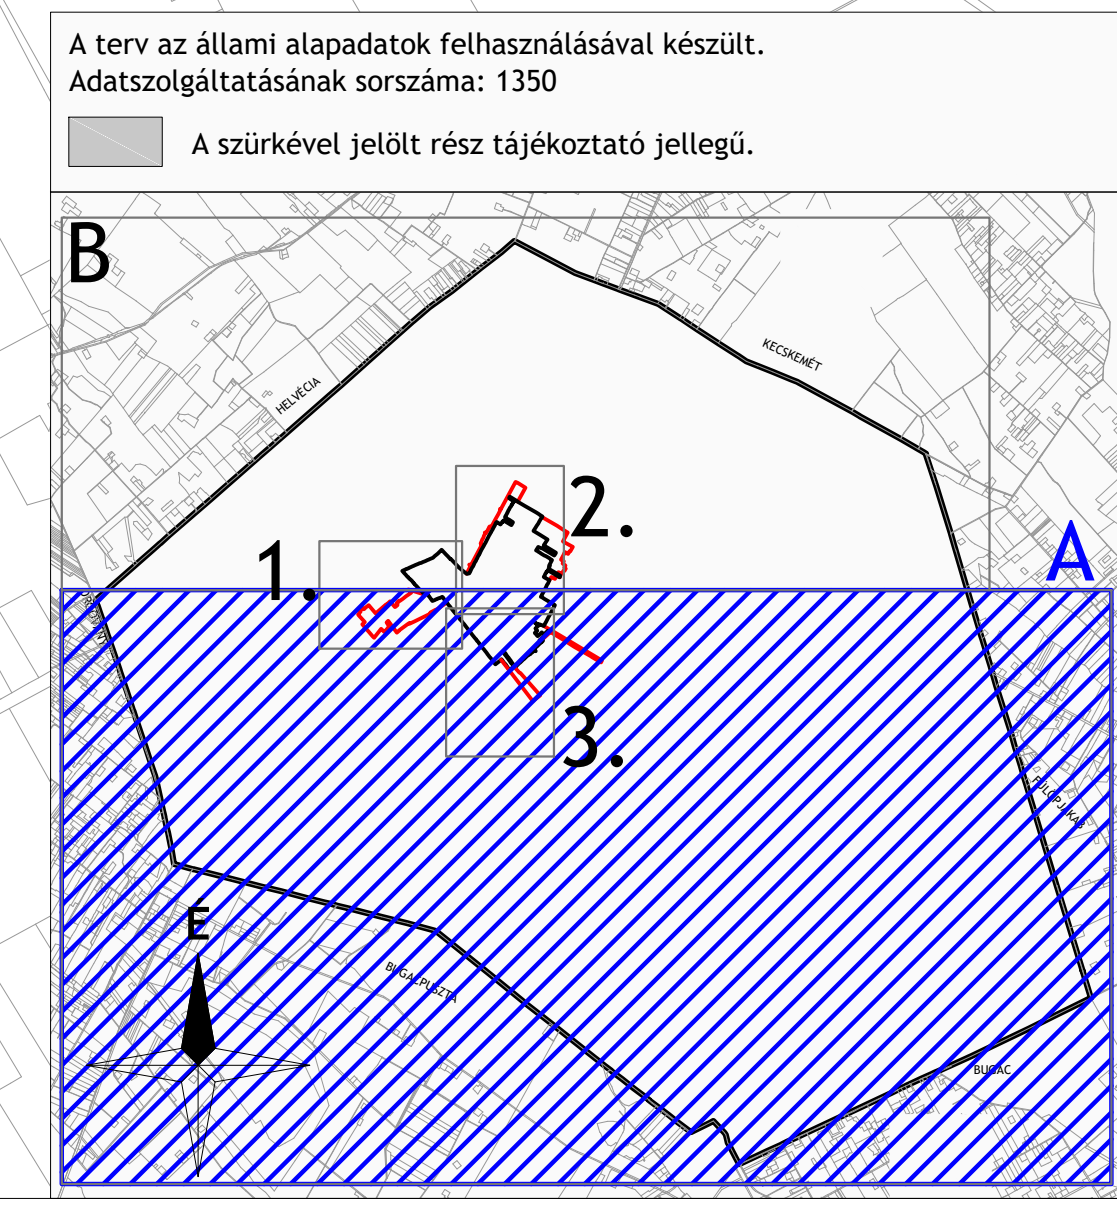 A terv az állami alapadatok felhasználásával készült.
Adatszolgáltatásának sorszáma: 1350
A szürkével jelölt rész tájékoztató jellegű.
B
KECSKEMÉT
HELVÉCIA
2.
A
1.
3.
É
BUGACPUSZTA
BUGAC